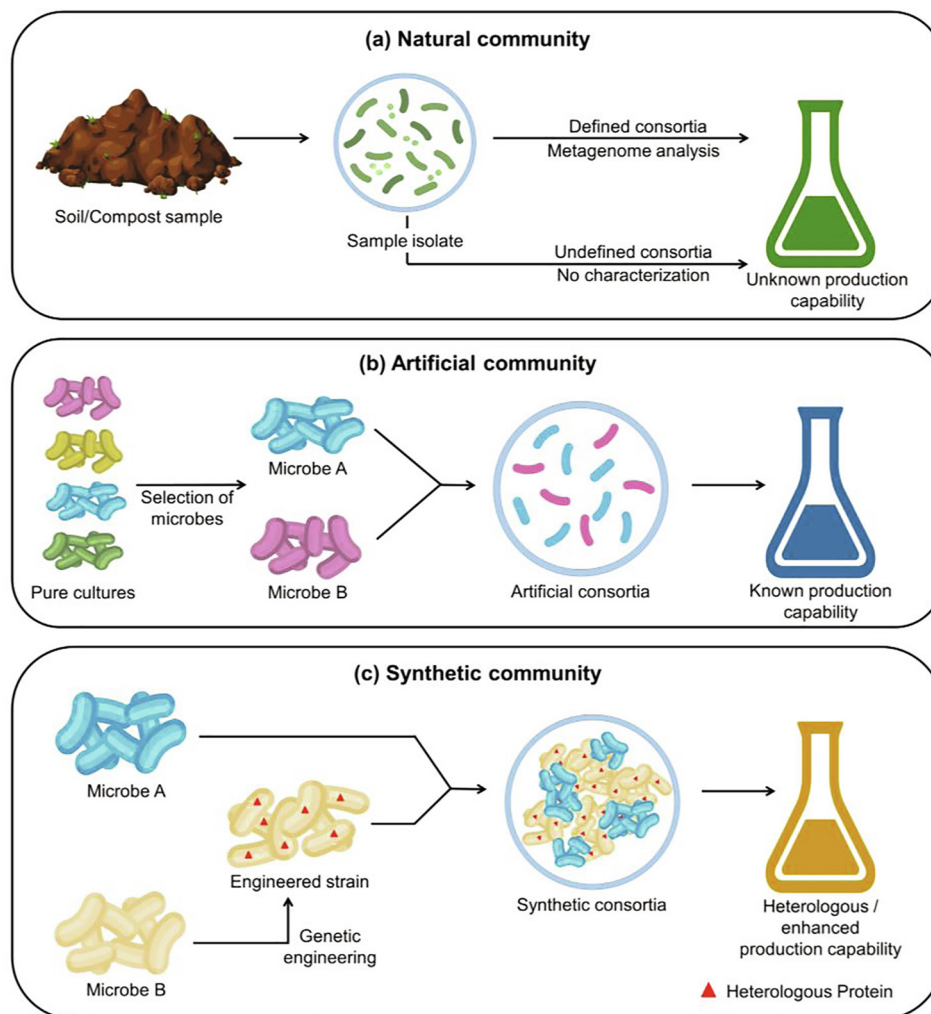 (a) Natural community
Soil/Compost sample
Sample isolate
Defined consortia
Metagenome analysis
Undefined consortia
No characterization
Unknown production
capability
(b) Artificial community
Pure cultures
Selection of
microbes
Microbe A
Microbe B
Artificial consortia
Known production
capability
(c) Synthetic community
Microbe A
Microbe B
Genetic
engineering
Engineered strain
Synthetic consortia
Heterologous /
enhanced
production capability
Heterologous Protein